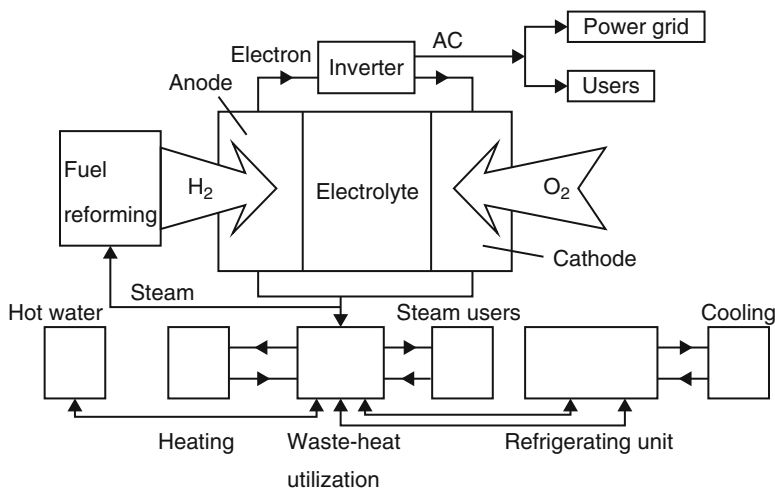 Power grid
AC
Electron
Inverter
Users
Anode
Fuel
reforming
H2
Electrolyte
O2
Cathode
Steam
Hot water
Steam users
Cooling
Heating
Waste-heat
utilization
Refrigerating unit